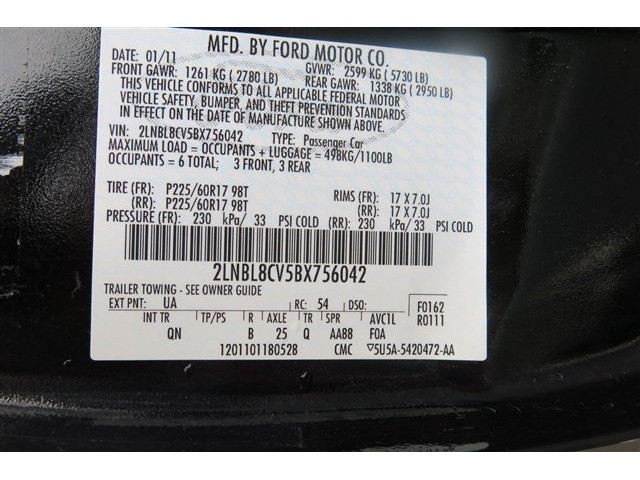 MFD. BY FORD MOTOR CO.
DATE: 01/11 GVWR: 2599 KG ( 5730 LB)
FRONT GAWR: 1261 KG ( 2780 LB) REAR GAWR: 1338 KG ( 2950 LB)
THIS VEHICLE CONFORMS TO ALL APPLICABLE FEDERAL MOTOR
VEHICLE SAFETY, BUMPER, AND THEFT PREVENTION STANDARDS
IN EFFECT ON THE DATE OF MANUFACTURE SHOWN ABOVE.
VIN: 2LNBL8CV5BX756042 TYPE: Passenger Car
MAXIMUM LOAD = OCCUPANTS + LUGGAGE = 498KG/1100LB
OCCUPANTS = 6 TOTAL; 3 FRONT, 3 REAR
TIRE (FR): P225/60R17 98T RIMS (FR): 17 X 7.0J
(RR): P225/60R17 98T (RR): 17 X 7.0J
PRESSURE (FR): 230 kPa/ 33 PSI COLD (RR): 230 kPa/ 33 PSI COLD
2LNBL8CV5BX756042
TRAILER TOWING - SEE OWNER GUIDE
EXT PNT: UA RC: 54 DSO: F0162
R0111
INT TR TP/PS R AXLE TR SPR AVC1L
QN B 25 Q AA88 FOA
1201101180528 CMC ▽5U5A-5420472-AA